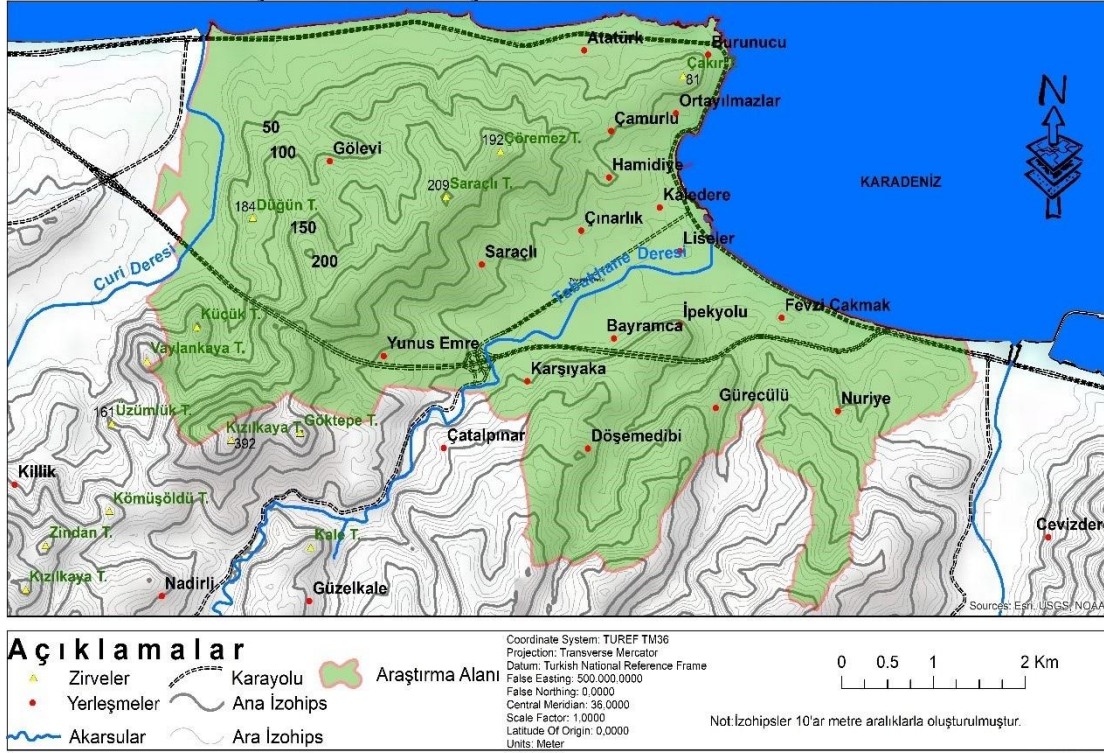 Atatürk
Burunucu
Çakırlı
81
Ortayılmazlar
Çamurlu
50
100
192
Çöremez T.
Gölevi
Hamidiye
KARADENİZ
N
209
Saraçlı T.
184
Düğün T.
Kaledere
150
Çınarlık
200
Saraçlı
Liseler
Curi Deresi
Tabakhane Deresi
Küçük T.
İpekyolu
Fevzi Çakmak
Bayramca
Vaylankaya T.
Yunus Emre
Karşıyaka
161
Uzümlük T.
Kızılkaya T.
392
Göktepe T.
Gürecülü
Nuriye
Çatalpınar
Döşemedibi
Killik
Kömüşöldü T.
Zindan T.
Kale T.
Cevizdere
Kızılkaya T.
Nadirli
Güzelkale
Sources: Esri, USGS, NOAA
Açıklamalar
Zirveler
Karayolu
Araştırma Alanı
Yerleşmeler
Ana İzohips
Akarsular
Ara İzohips
Coordinate System: TUREF TM36
Projection: Transverse Mercator
Datum: Turkish National Reference Frame
False Easting: 500.000,0000
False Northing: 0,0000
Central Meridian: 36,0000
Scale Factor: 1,0000
Latitude Of Origin: 0,0000
Units: Meter
0 0.5 1 2 Km
Not:İzohipsler 10'ar metre aralıklarla oluşturulmuştur.